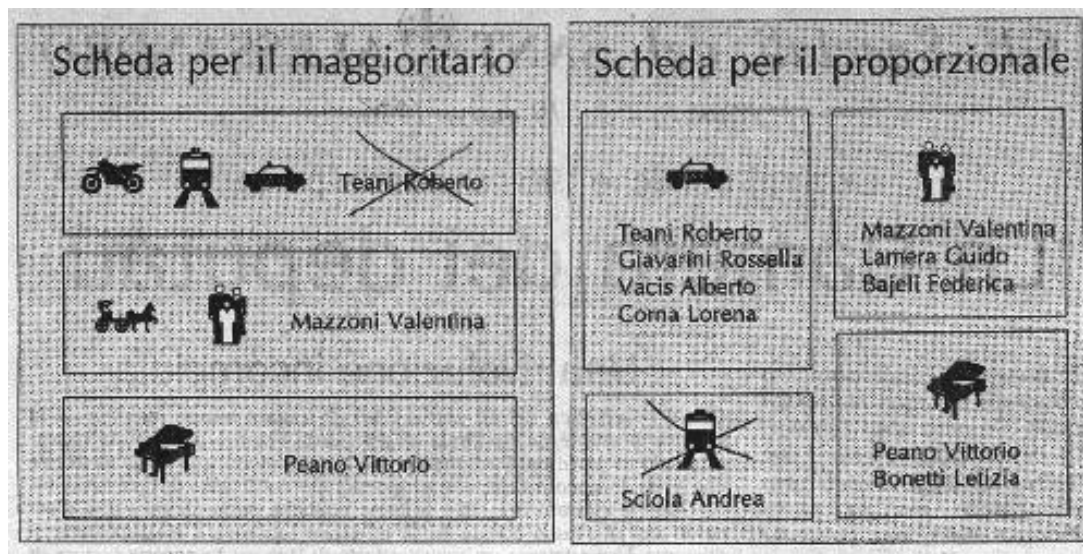 Scheda per il maggioritario
Teani Roberto
Mazzoni Valentina
Peano Vittorio
Scheda per il proporzionale
Teani Roberto
Giavarini Rossella
Vacis Alberto
Corna Lorena
Mazzoni Valentina
Lamera Guido
Bajeli Federica
Sciola Andrea
Peano Vittorio
Bonetti Letizia